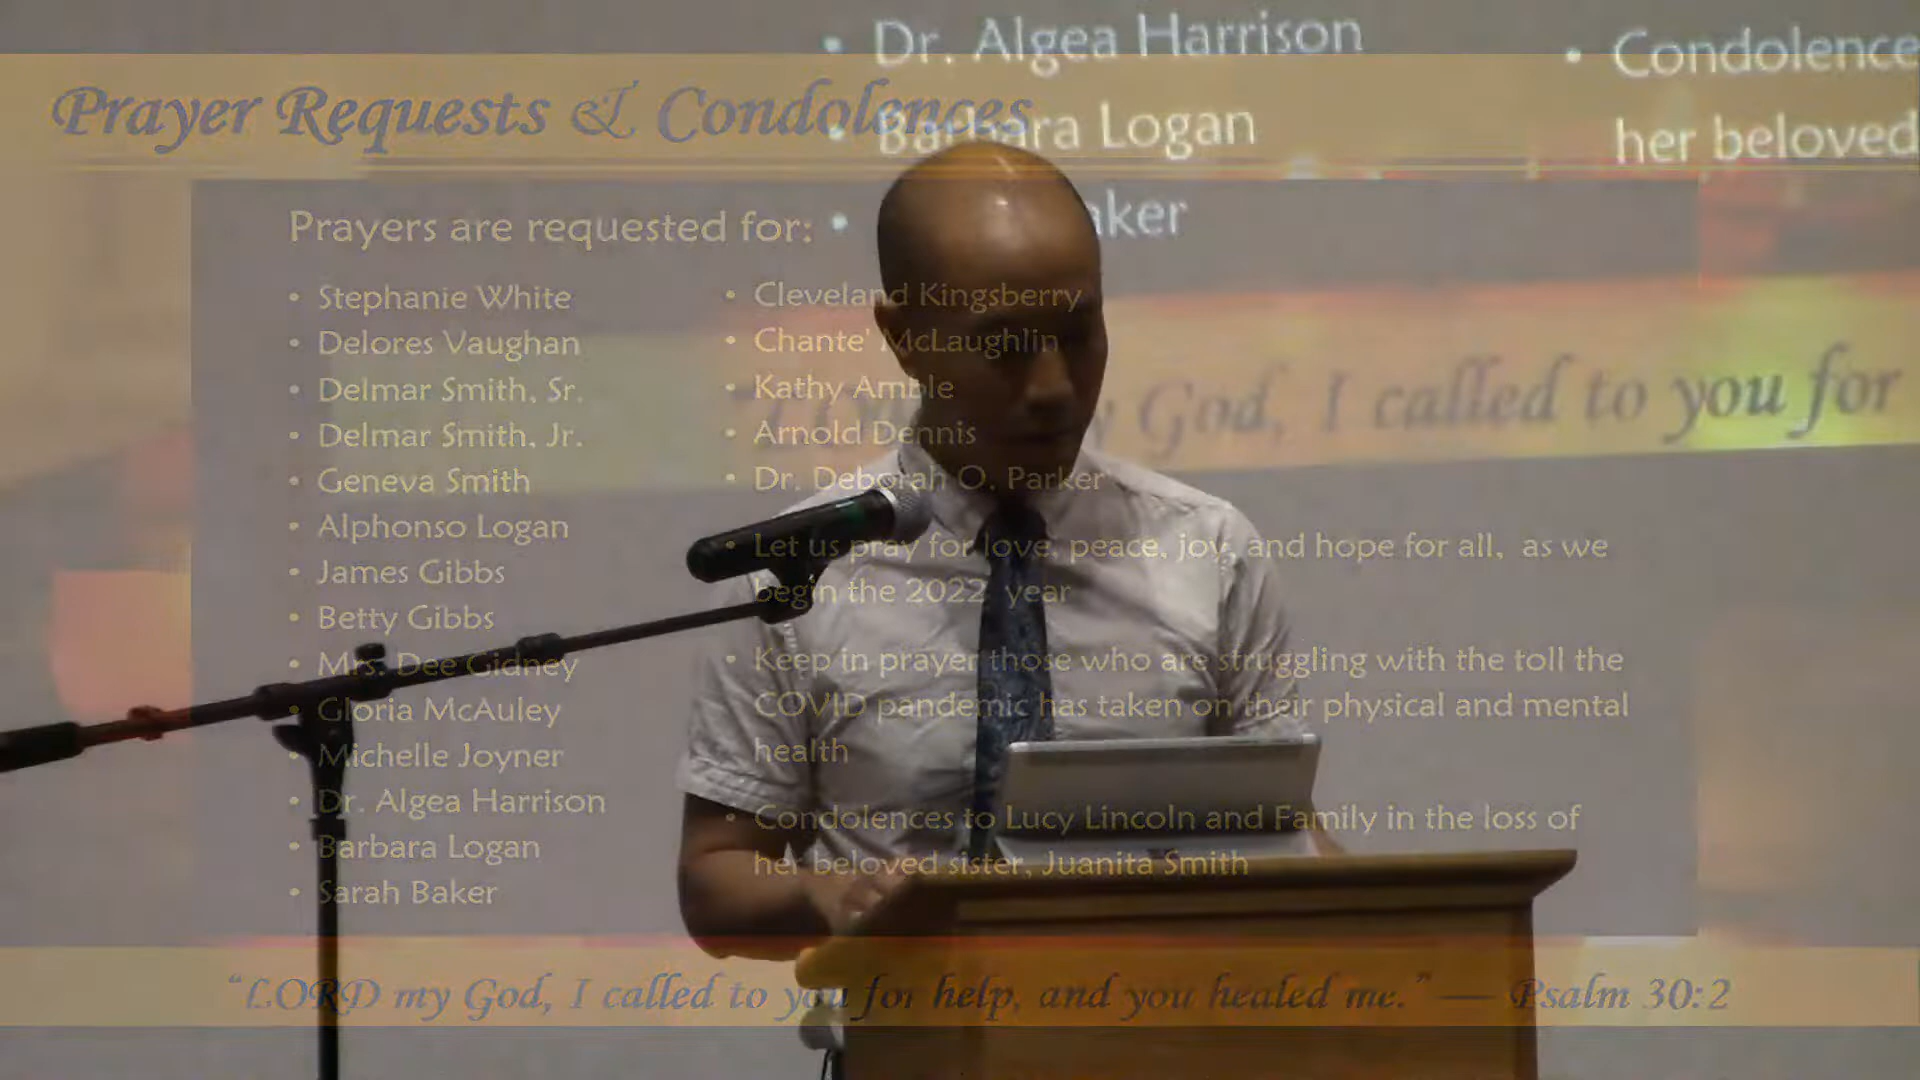 Dr. Algea Harrison
Condolence
Barbara Logan
her beloved
aker
God, I called to you for
Prayer Requests & Condolences
Prayers are requested for:
• Stephanie White
• Delores Vaughan
• Delmar Smith, Sr.
• Delmar Smith, Jr.
• Geneva Smith
• Alphonso Logan
• James Gibbs
• Betty Gibbs
• Mrs. Dee Gidney
• Gloria McAuley
• Michelle Joyner
• Dr. Algea Harrison
• Barbara Logan
• Sarah Baker
• Cleveland Kingsberry
• Chante' McLaughlin
• Kathy Amble
• Arnold Dennis
• Dr. Deborah O. Parker
• Let us pray for love, peace, joy, and hope for all, as we
begin the 2022 year
• Keep in prayer those who are struggling with the toll the
COVID pandemic has taken on their physical and mental
health
• Condolences to Lucy Lincoln and Family in the loss of
her beloved sister, Juanita Smith
“LORD my God, I called to you for help, and you healed me.” — Psalm 30:2